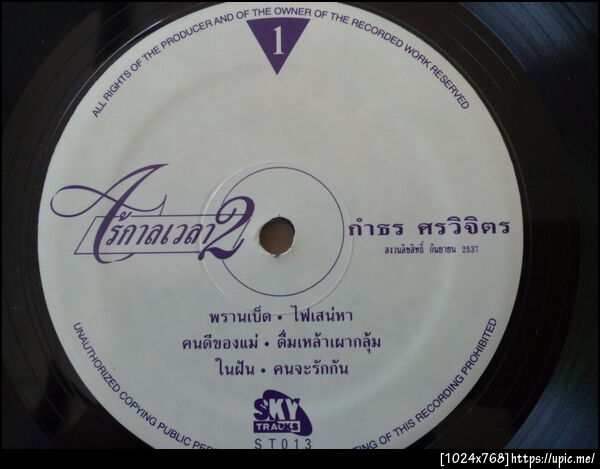 ALL RIGHTS OF THE PRODUCER AND OF THE OWNER OF THE RECORDED WORK RESERVED
1
ไร้กาลเวลา 2
กำธร ศรวิจิตร
สงวนลิขสิทธิ์ กันยายน 2537
พรานเบ็ด • ไฟเสน่หา
คนดีของแม่ • ดื่มเหล้าเผากลุ้ม
ในฝัน • คนจะรักกัน
SKY
TRACKS
ST013
UNAUTHORIZED COPYING PUBLIC PER
TING OF THIS RECORDING PROHIBITED
[1024x768]https://upic.me/